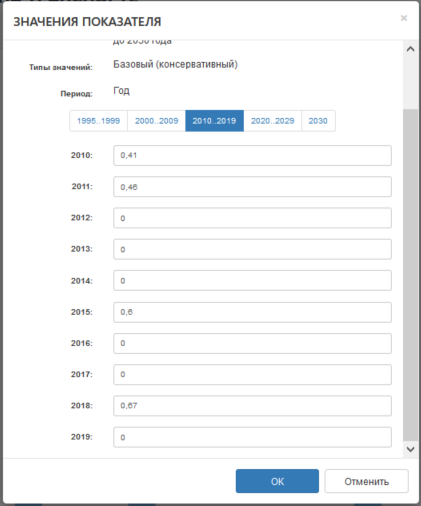 ЗНАЧЕНИЯ ПОКАЗАТЕЛЯ ×
до 2030 года
Типы значений: Базовый (консервативный)
Период: Год
1995..1999 2000..2009 2010..2019 2020..2029 2030
2010: 0,41
2011: 0,46
2012: 0
2013: 0
2014: 0
2015: 0,6
2016: 0
2017: 0
2018: 0,67
2019: 0
ОК Отменить